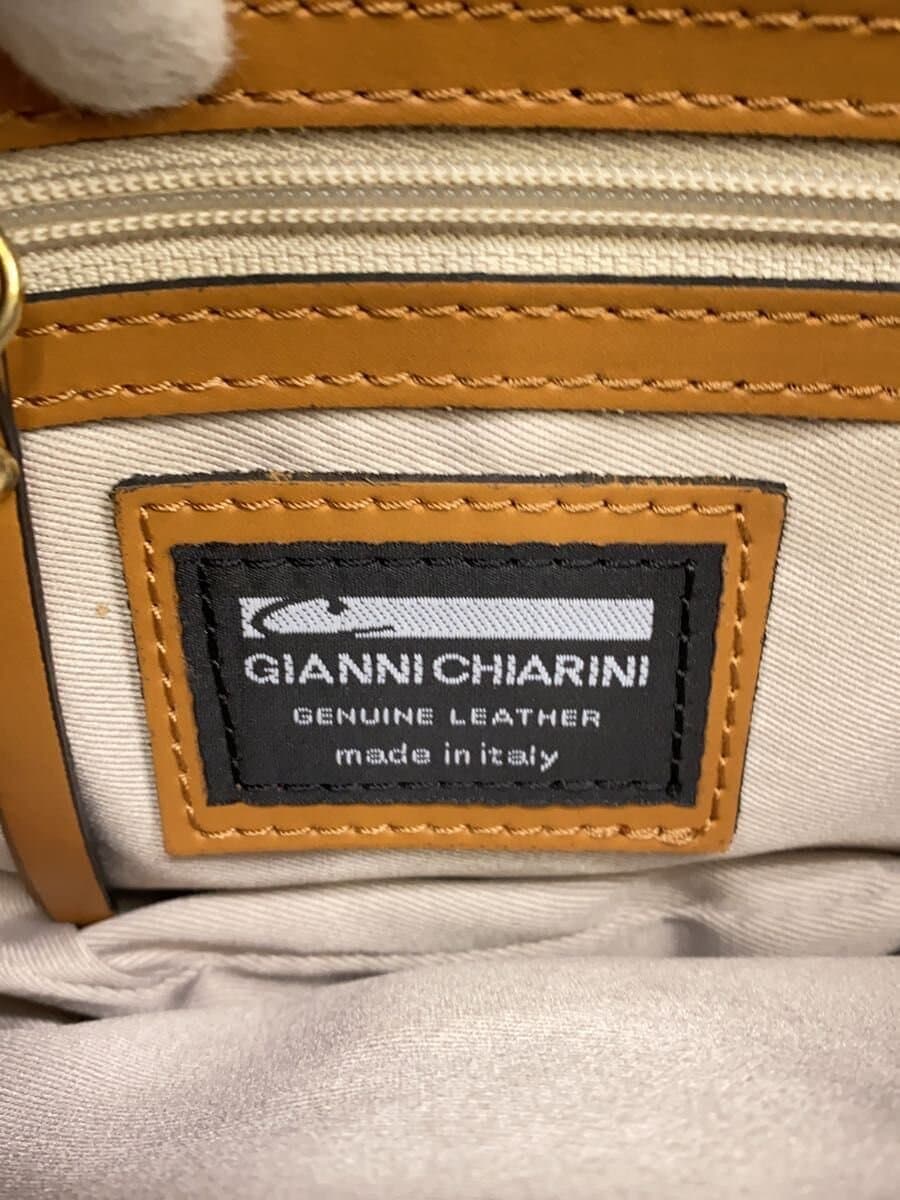 GIANNI CHIARINI
GENUINE LEATHER
made in italy